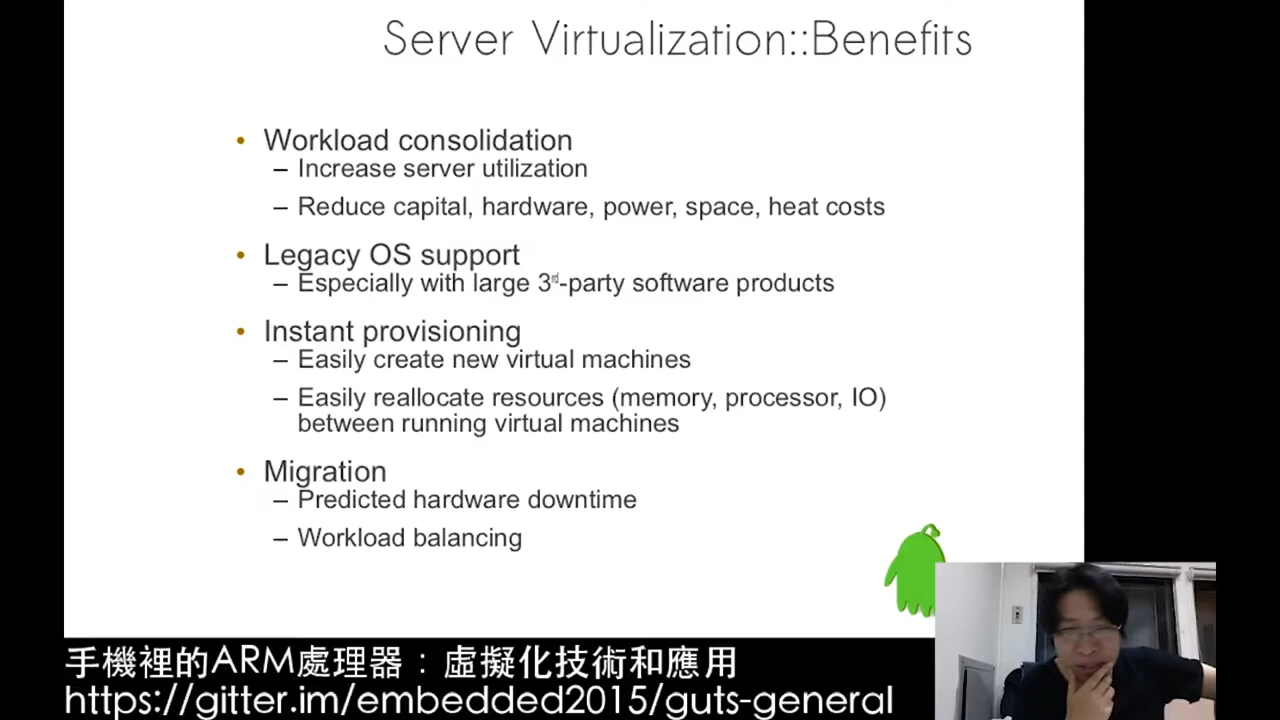 Server Virtualization::Benefits
• Workload consolidation
– Increase server utilization
– Reduce capital, hardware, power, space, heat costs
• Legacy OS support
– Especially with large 3rd-party software products
• Instant provisioning
– Easily create new virtual machines
– Easily reallocate resources (memory, processor, IO)
between running virtual machines
• Migration
– Predicted hardware downtime
– Workload balancing
手機裡的ARM處理器：虛擬化技術和應用
https://gitter.im/embedded2015/guts-general